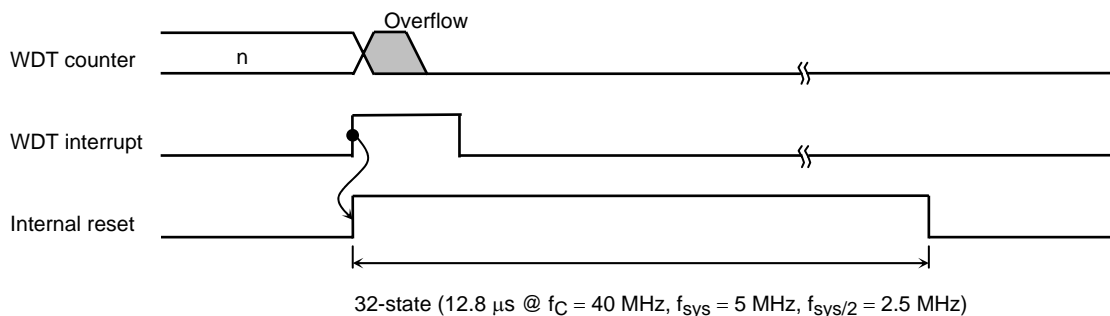 Overflow
WDT counter
n
WDT interrupt
Internal reset
32-state (12.8 μs @ fC = 40 MHz, fsys = 5 MHz, fsys/2 = 2.5 MHz)